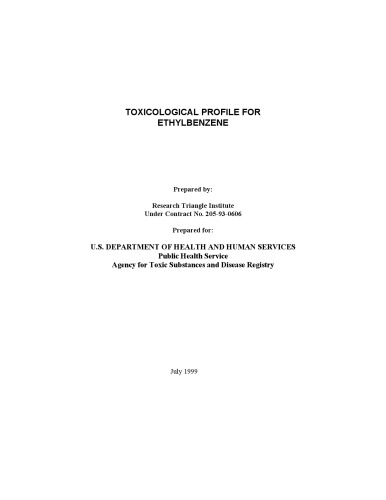 TOXICOLOGICAL PROFILE FOR
ETHYLBENZENE
Prepared by:
Research Triangle Institute
Under Contract No. 205-93-0606
Prepared for:
U.S. DEPARTMENT OF HEALTH AND HUMAN SERVICES
Public Health Service
Agency for Toxic Substances and Disease Registry
July 1999